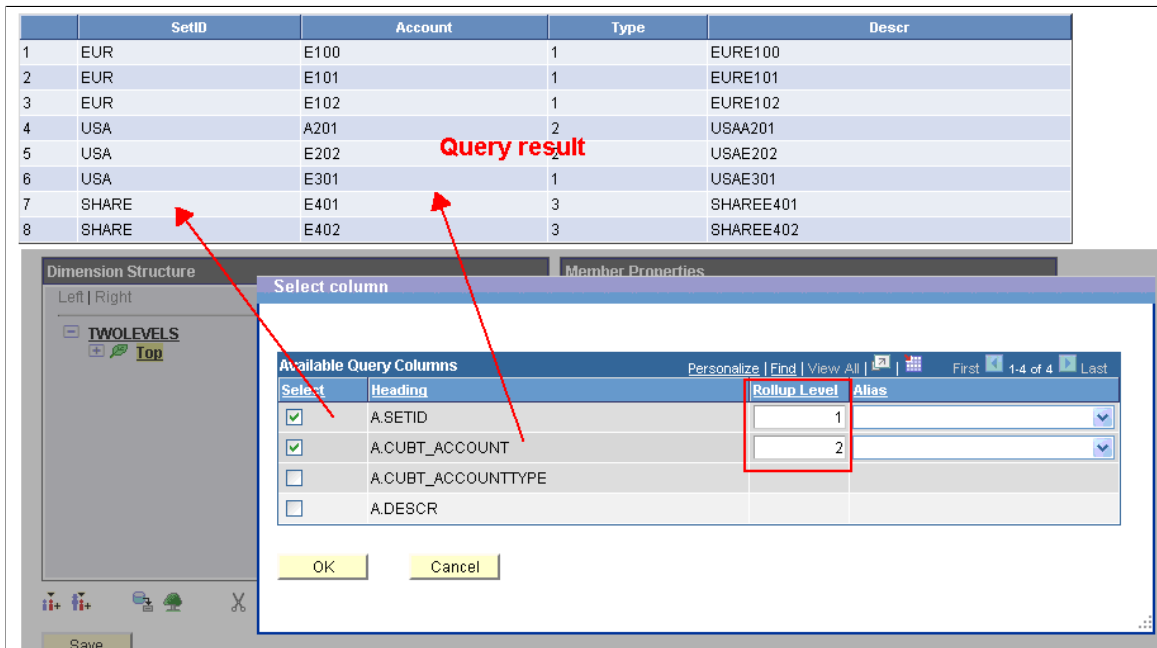 SetID Account Type Descr
1 EUR E100 1 EURE100
2 EUR E101 1 EURE101
3 EUR E102 1 EURE102
4 USA A201 2 USAA201
5 USA E202 2 USAE202
Query result
6 USA E301 1 USAE301
7 SHARE E401 3 SHAREE401
8 SHARE E402 3 SHAREE402
Dimension Structure Member Properties
Left | Right
TWOLEVELS
Top
Select column
Available Query Columns Personalize | Find | View All | | First 1-4 of 4 Last
Select Heading Rollup Level Alias
A.SETID 1
A.CUBT_ACCOUNT 2
A.CUBT_ACCOUNTTYPE
A.DESCR
OK Cancel
Save